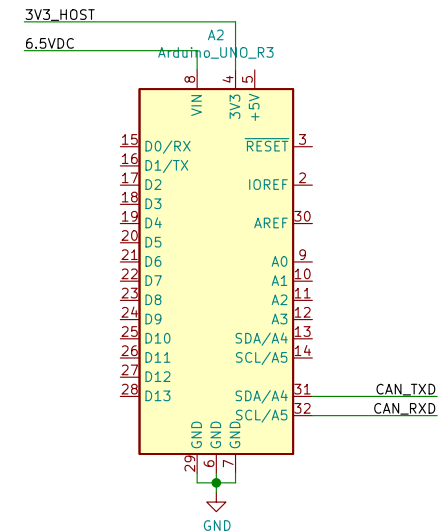 3V3_HOST
6.5VDC
A2
Arduino_UNO_R3
8 4 5
VIN 3V3 +5V
15 D0/RX RESET 3
16 D1/TX
17 D2 IOREF 2
18 D3
19 D4 AREF 30
20 D5
21 D6 A0 9
22 D7 A1 10
23 D8 A2 11
24 D9 A3 12
25 D10 SDA/A4 13
26 D11 SCL/A5 14
27 D12
28 D13 SDA/A4 31 CAN_TXD
SCL/A5 32 CAN_RXD
GND GND GND
29 6 7
GND